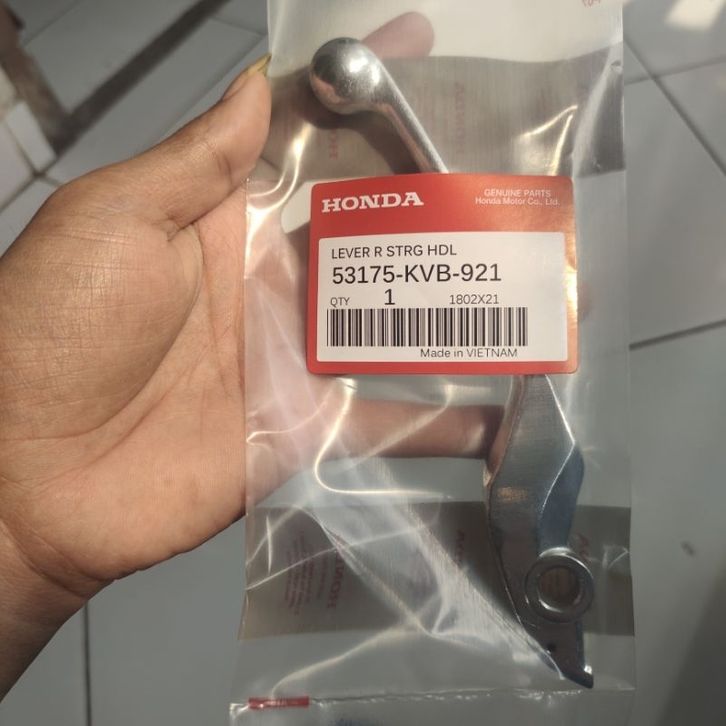 HONDA
GENUINE PARTS
Honda Motor Co., Ltd.
LEVER R STRG HDL
53175-KVB-921
QTY 1 1802X21
Made in VIETNAM
HONDA